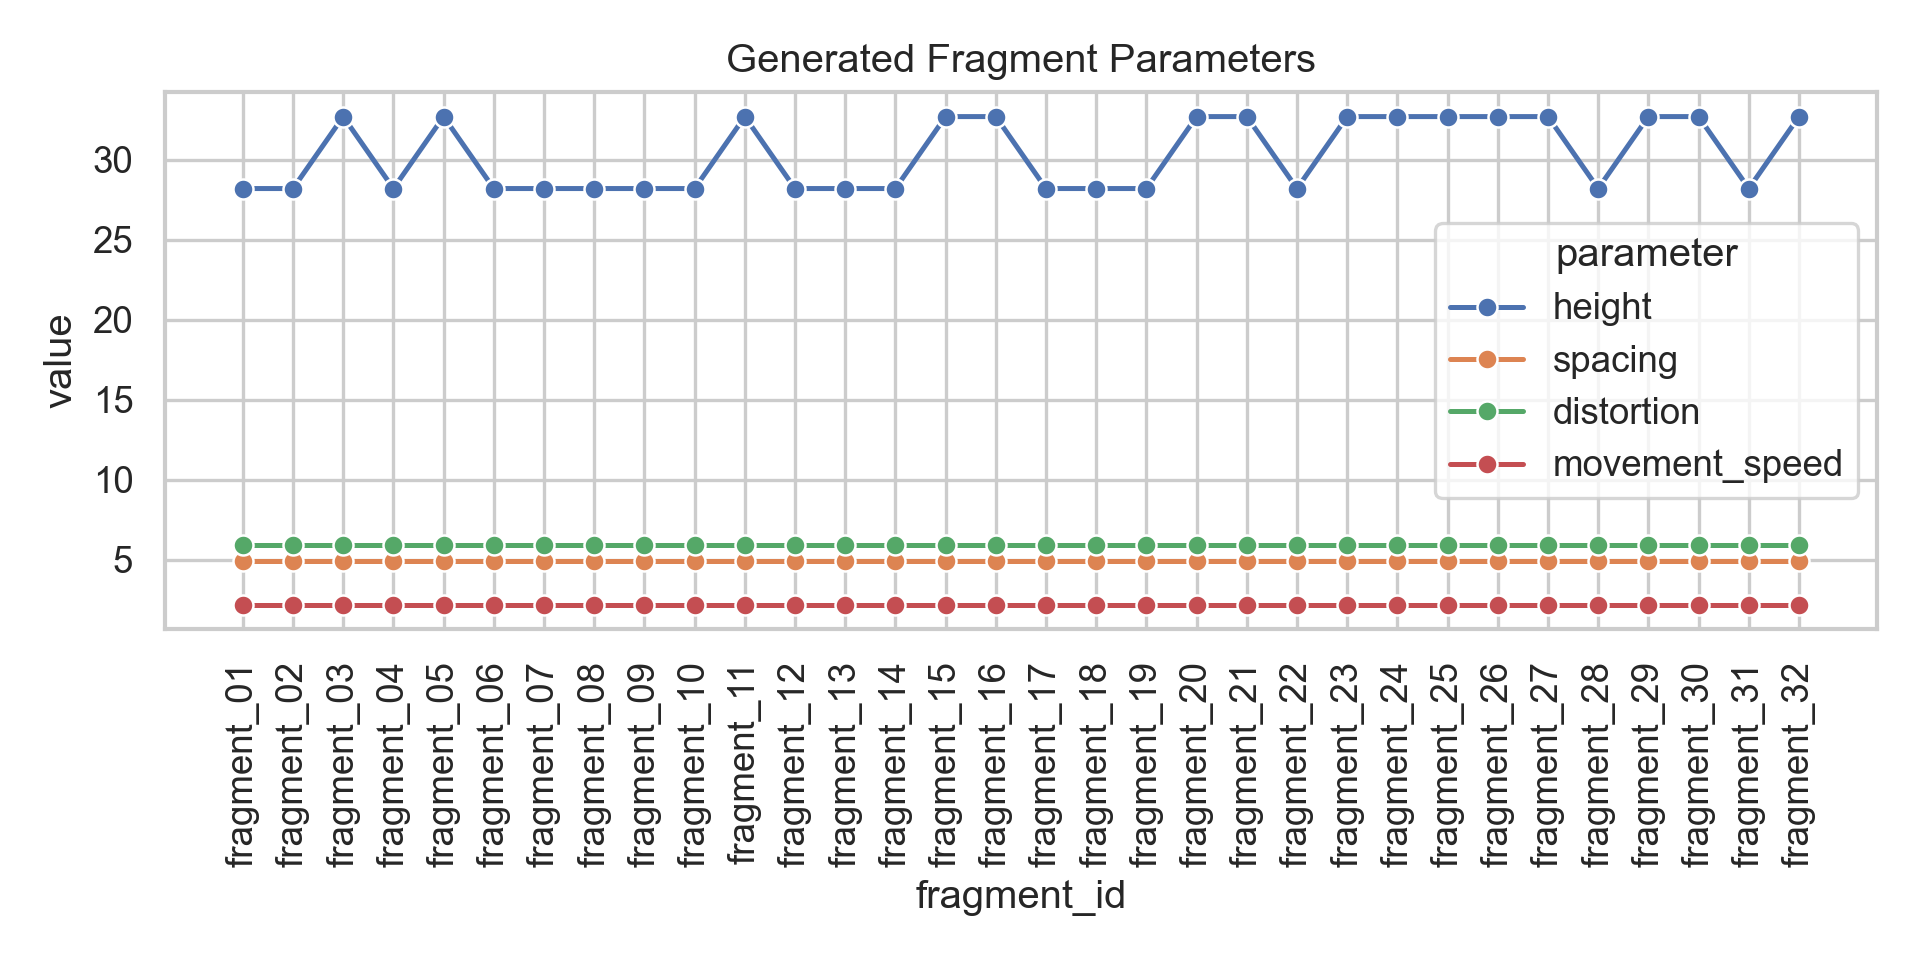 Generated Fragment Parameters
value
30
25
20
15
10
5
parameter
height
spacing
distortion
movement_speed
fragment_01
fragment_02
fragment_03
fragment_04
fragment_05
fragment_06
fragment_07
fragment_08
fragment_09
fragment_10
fragment_11
fragment_12
fragment_13
fragment_14
fragment_15
fragment_16
fragment_17
fragment_18
fragment_19
fragment_20
fragment_21
fragment_22
fragment_23
fragment_24
fragment_25
fragment_26
fragment_27
fragment_28
fragment_29
fragment_30
fragment_31
fragment_32
fragment_id